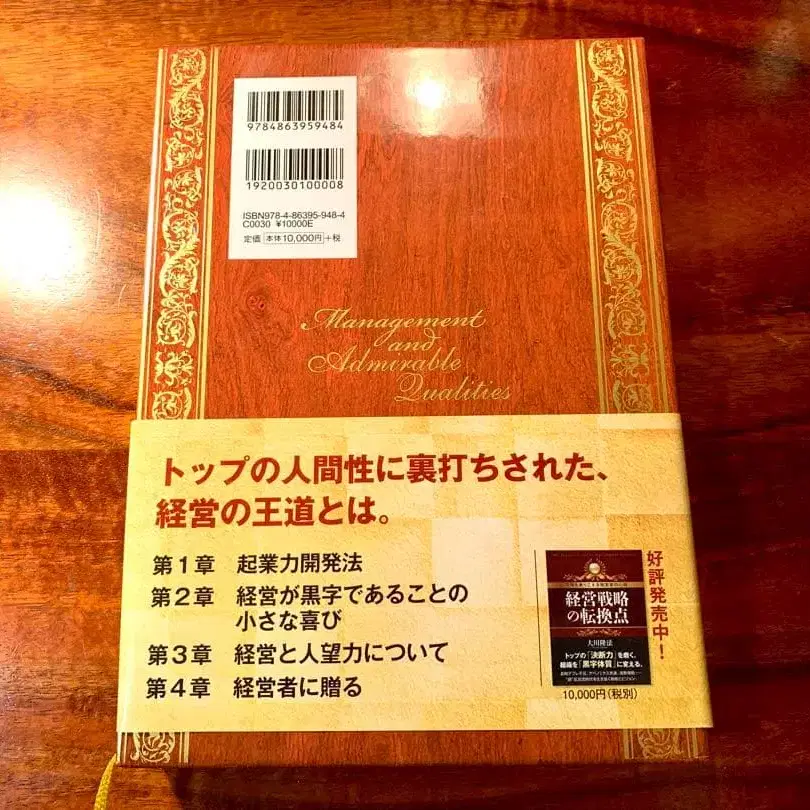 9784863959484
1920030100008
ISBN978-4-86395-948-4
C0030 ¥10000E
定価 本体10,000円+税
Management
and
Admirable
Qualities
トップの人間性に裏打ちされた、
経営の王道とは。
第1章 起業力開発法
第2章 経営が黒字であることの
小さな喜び
第3章 経営と人望力について
第4章 経営者に贈る
好評発売中!
経営戦略
の転換点
大川隆法
トップの「決断力」を磨く。
組織を「黒字体質」に変える。
10,000円(税別)